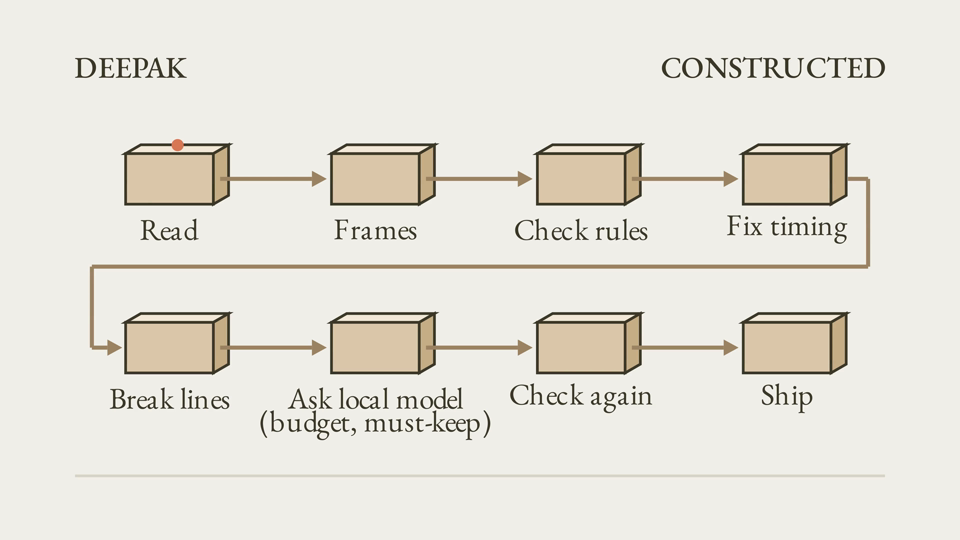 DEEPAK
CONSTRUCTED
Read
Frames
Check rules
Fix timing
Break lines
Ask local model
(budget, must-keep)
Check again
Ship